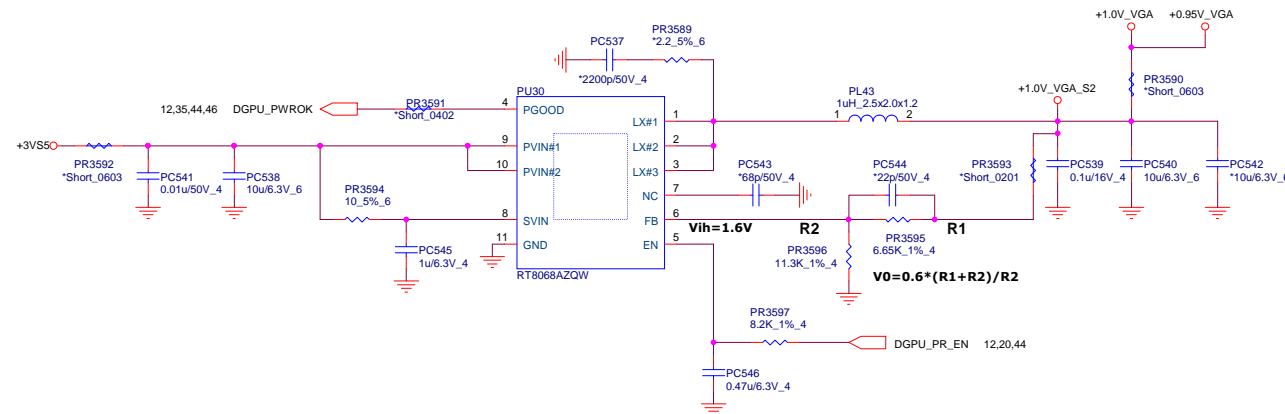 +1.0V_VGA
+0.95V_VGA
PR3589
*2.2_5%_6
PC537
*2200p/50V_4
PR3590
*Short_0603
PU30
PL43
1uH_2.5x2.0x1.2
+1.0V_VGA_S2
12,35,44,46 DGPU_PWROK
PR3591
*Short_0402
4
PGOOD
LX#1
1
1
2
+3VS5
9
PVIN#1
LX#2
2
PR3592
*Short_0603
PC541
0.01u/50V_4
PC538
10u/6.3V_6
10
PVIN#2
LX#3
3
PC543
*68p/50V_4
PC544
*22p/50V_4
PR3593
*Short_0201
PC539
0.1u/16V_4
PC540
10u/6.3V_6
PC542
*10u/6.3V_6
PR3594
10_5%_6
NC
7
8
SVIN
FB
6
Vih=1.6V
R2
R1
PR3595
6.65K_1%_4
11
GND
EN
5
PC545
1u/6.3V_4
PR3596
11.3K_1%_4
RT8068AZQW
V0=0.6*(R1+R2)/R2
PR3597
8.2K_1%_4
DGPU_PR_EN 12,20,44
PC546
0.47u/6.3V_4